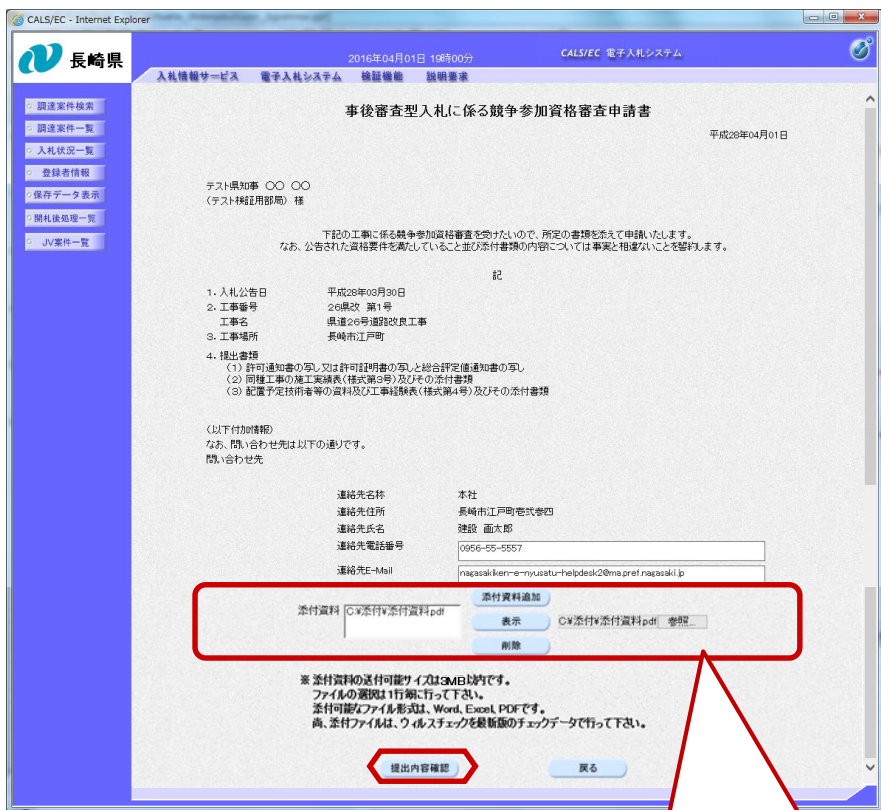 CALS/EC - Internet Explorer
長崎県
2016年04月01日 19時00分
CALS/EC 電子入札システム
入札情報サービス 電子入札システム 検証機能 説明要求
調達案件検索
調達案件一覧
入札状況一覧
登録者情報
保存データ表示
開札後処理一覧
JV案件一覧
事後審査型入札に係る競争参加資格審査申請書
平成28年04月01日
テスト県知事 〇〇 〇〇
(テスト検証用部局) 様
下記の工事に係る競争参加資格審査を受けたいので、所定の書類を添えて申請いたします。
なお、公告された資格要件を満たしていること並び添付書類の内容については事実と相違ないことを誓約します。
記
1. 入札公告日 平成28年03月30日
2. 工事番号 26県改 第1号
工事名 県道26号道路改良工事
3. 工事場所 長崎市江戸町
4. 提出書類
(1) 許可通知書の写し又は許可証明書の写しと総合評定値通知書の写し
(2) 同種工事の施工実績表(様式第3号)及びその添付書類
(3) 配置予定技術者等の資料及び工事経験表(様式第4号)及びその添付書類
(以下付加情報)
なお、問い合わせ先は以下の通りです。
問い合わせ先
連絡先名称 本社
連絡先住所 長崎市江戸町壱弐参四
連絡先氏名 建設 画太郎
連絡先電話番号 0956-55-5557
連絡先E-Mail nagasakiken-e-nyusatu-helpdesk2@ma.pref.nagasaki.jp
添付資料追加
添付資料 C:¥添付¥添付資料.pdf 表示 C:¥添付¥添付資料.pdf 参照...
削除
※ 添付資料の送付可能サイズは3MB以内です。
ファイルの選択は1行毎に行って下さい。
添付可能なファイル形式は、Word, Excel, PDFです。
尚、添付ファイルは、ウィルスチェックを最新版のチェックデータで行って下さい。
提出内容確認 戻る